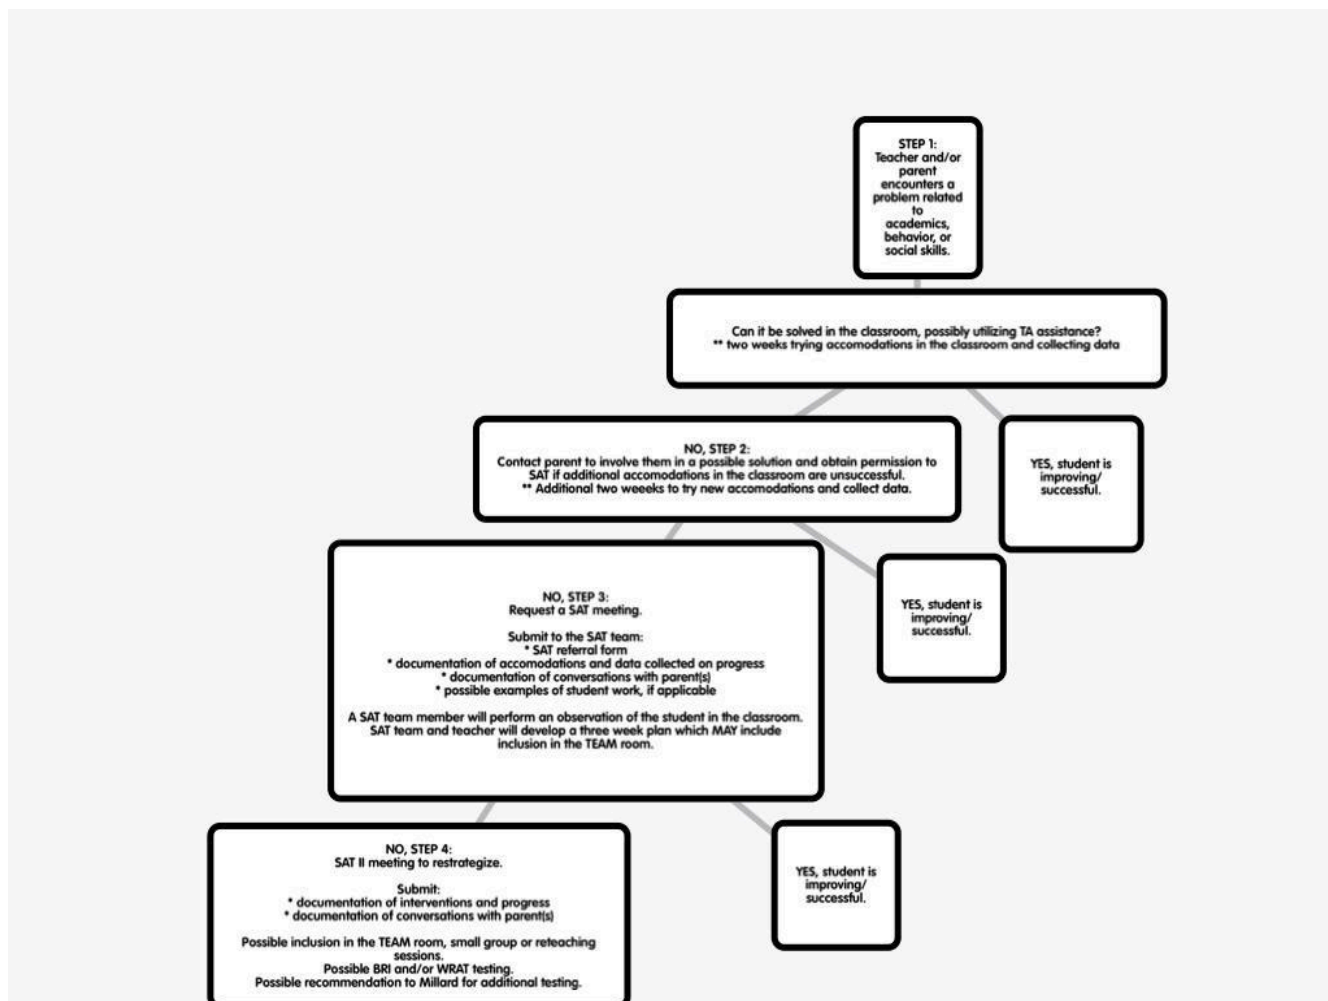 STEP 1:
Teacher and/or
parent
encounters a
problem related
to
academics,
behavior, or
social skills.
Can it be solved in the classroom, possibly utilizing TA assistance?
** two weeks trying accomodations in the classroom and collecting data
NO, STEP 2:
Contact parent to involve them in a possible solution and obtain permission to
SAT if additional accomodations in the classroom are unsuccessful.
** Additional two weeeks to try new accomodations and collect data.
YES, student is
improving/
successful.
NO, STEP 3:
Request a SAT meeting.
Submit to the SAT team:
* SAT referral form
* documentation of accomodations and data collected on progress
* documentation of conversations with parent(s)
* possible examples of student work, if applicable
A SAT team member will perform an observation of the student in the classroom.
SAT team and teacher will develop a three week plan which MAY include
inclusion in the TEAM room.
YES, student is
improving/
successful.
NO, STEP 4:
SAT II meeting to restrategize.
Submit:
* documentation of interventions and progress
* documentation of conversations with parent(s)
Possible inclusion in the TEAM room, small group or reteaching
sessions.
Possible BRI and/or WRAT testing.
Possible recommendation to Millard for additional testing.
YES, student is
improving/
successful.